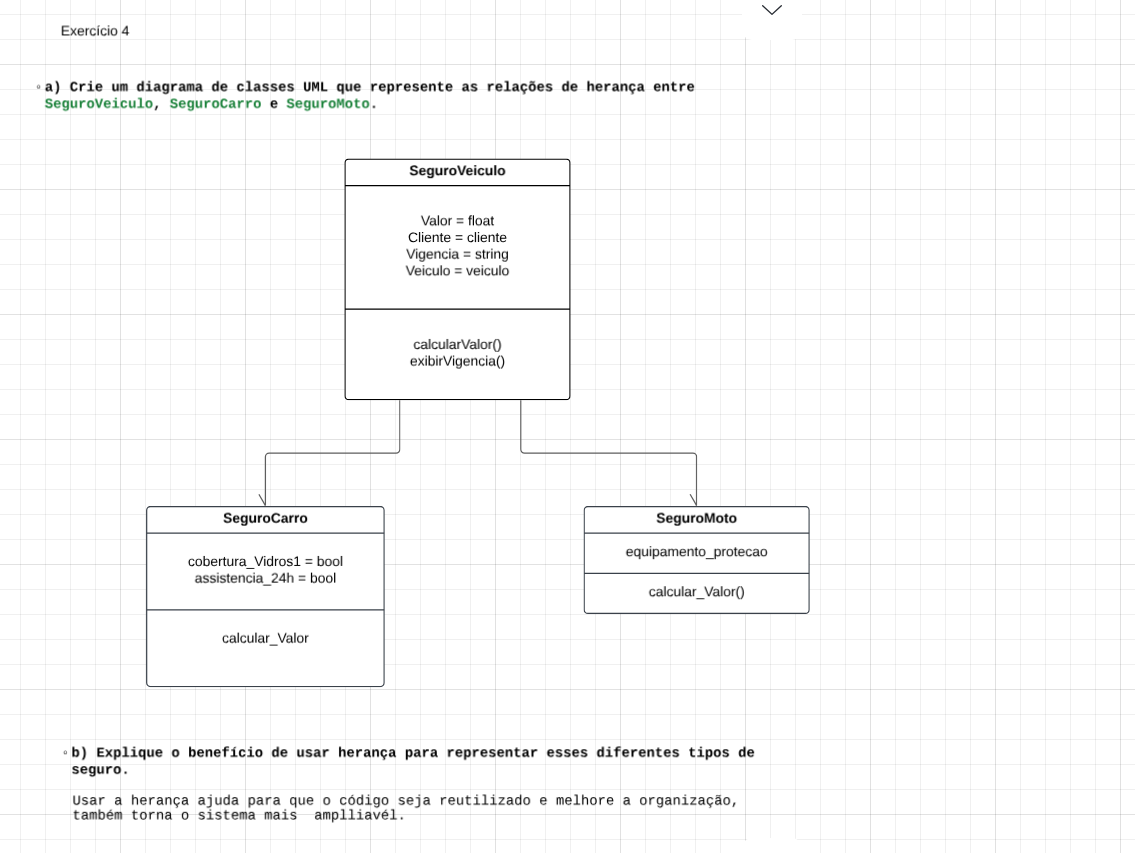 Exercício 4
a) Crie um diagrama de classes UML que represente as relações de herança entre
SeguroVeiculo, SeguroCarro e SeguroMoto.
SeguroVeiculo
Valor = float
Cliente = cliente
Vigencia = string
Veiculo = veiculo
calcularValor()
exibirVigencia()
SeguroCarro
cobertura_Vidros1 = bool
assistencia_24h = bool
calcular_Valor
SeguroMoto
equipamento_protecao
calcular_Valor()
b) Explique o benefício de usar herança para representar esses diferentes tipos de
seguro.
Usar a herança ajuda para que o código seja reutilizado e melhore a organização,
também torna o sistema mais  amplliavél.